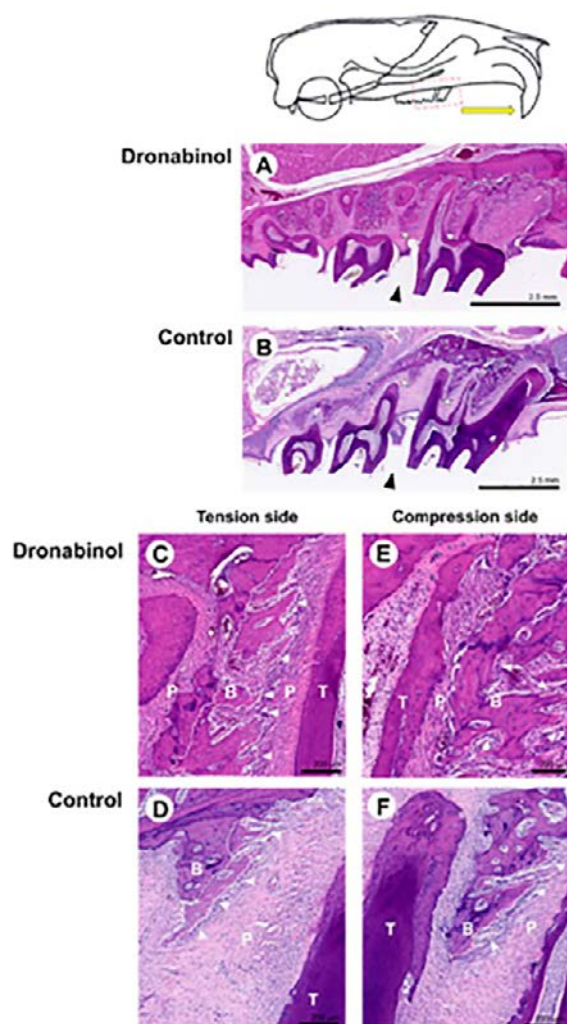 Dronabinol
A
2.5 mm
Control
B
2.5 mm
Tension side
Compression side
Dronabinol
C
P
B
P
T
E
T
P
B
Control
D
B
P
T
F
T
B
P